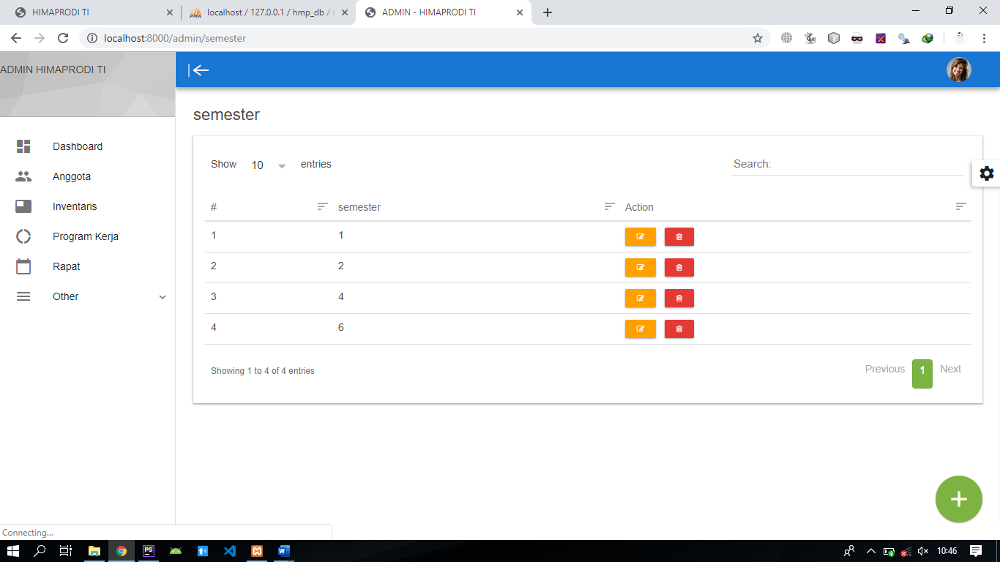 HIMAPRODI TI
localhost / 127.0.0.1 / hmp_db /
ADMIN - HIMAPRODI TI
localhost:8000/admin/semester
ADMIN HIMAPRODI TI
semester
Dashboard
Anggota
Inventaris
Program Kerja
Rapat
Other
Show 10 entries
Search:
# semester Action
1 1
2 2
3 4
4 6
Showing 1 to 4 of 4 entries
Previous 1 Next
Connecting...
10:46